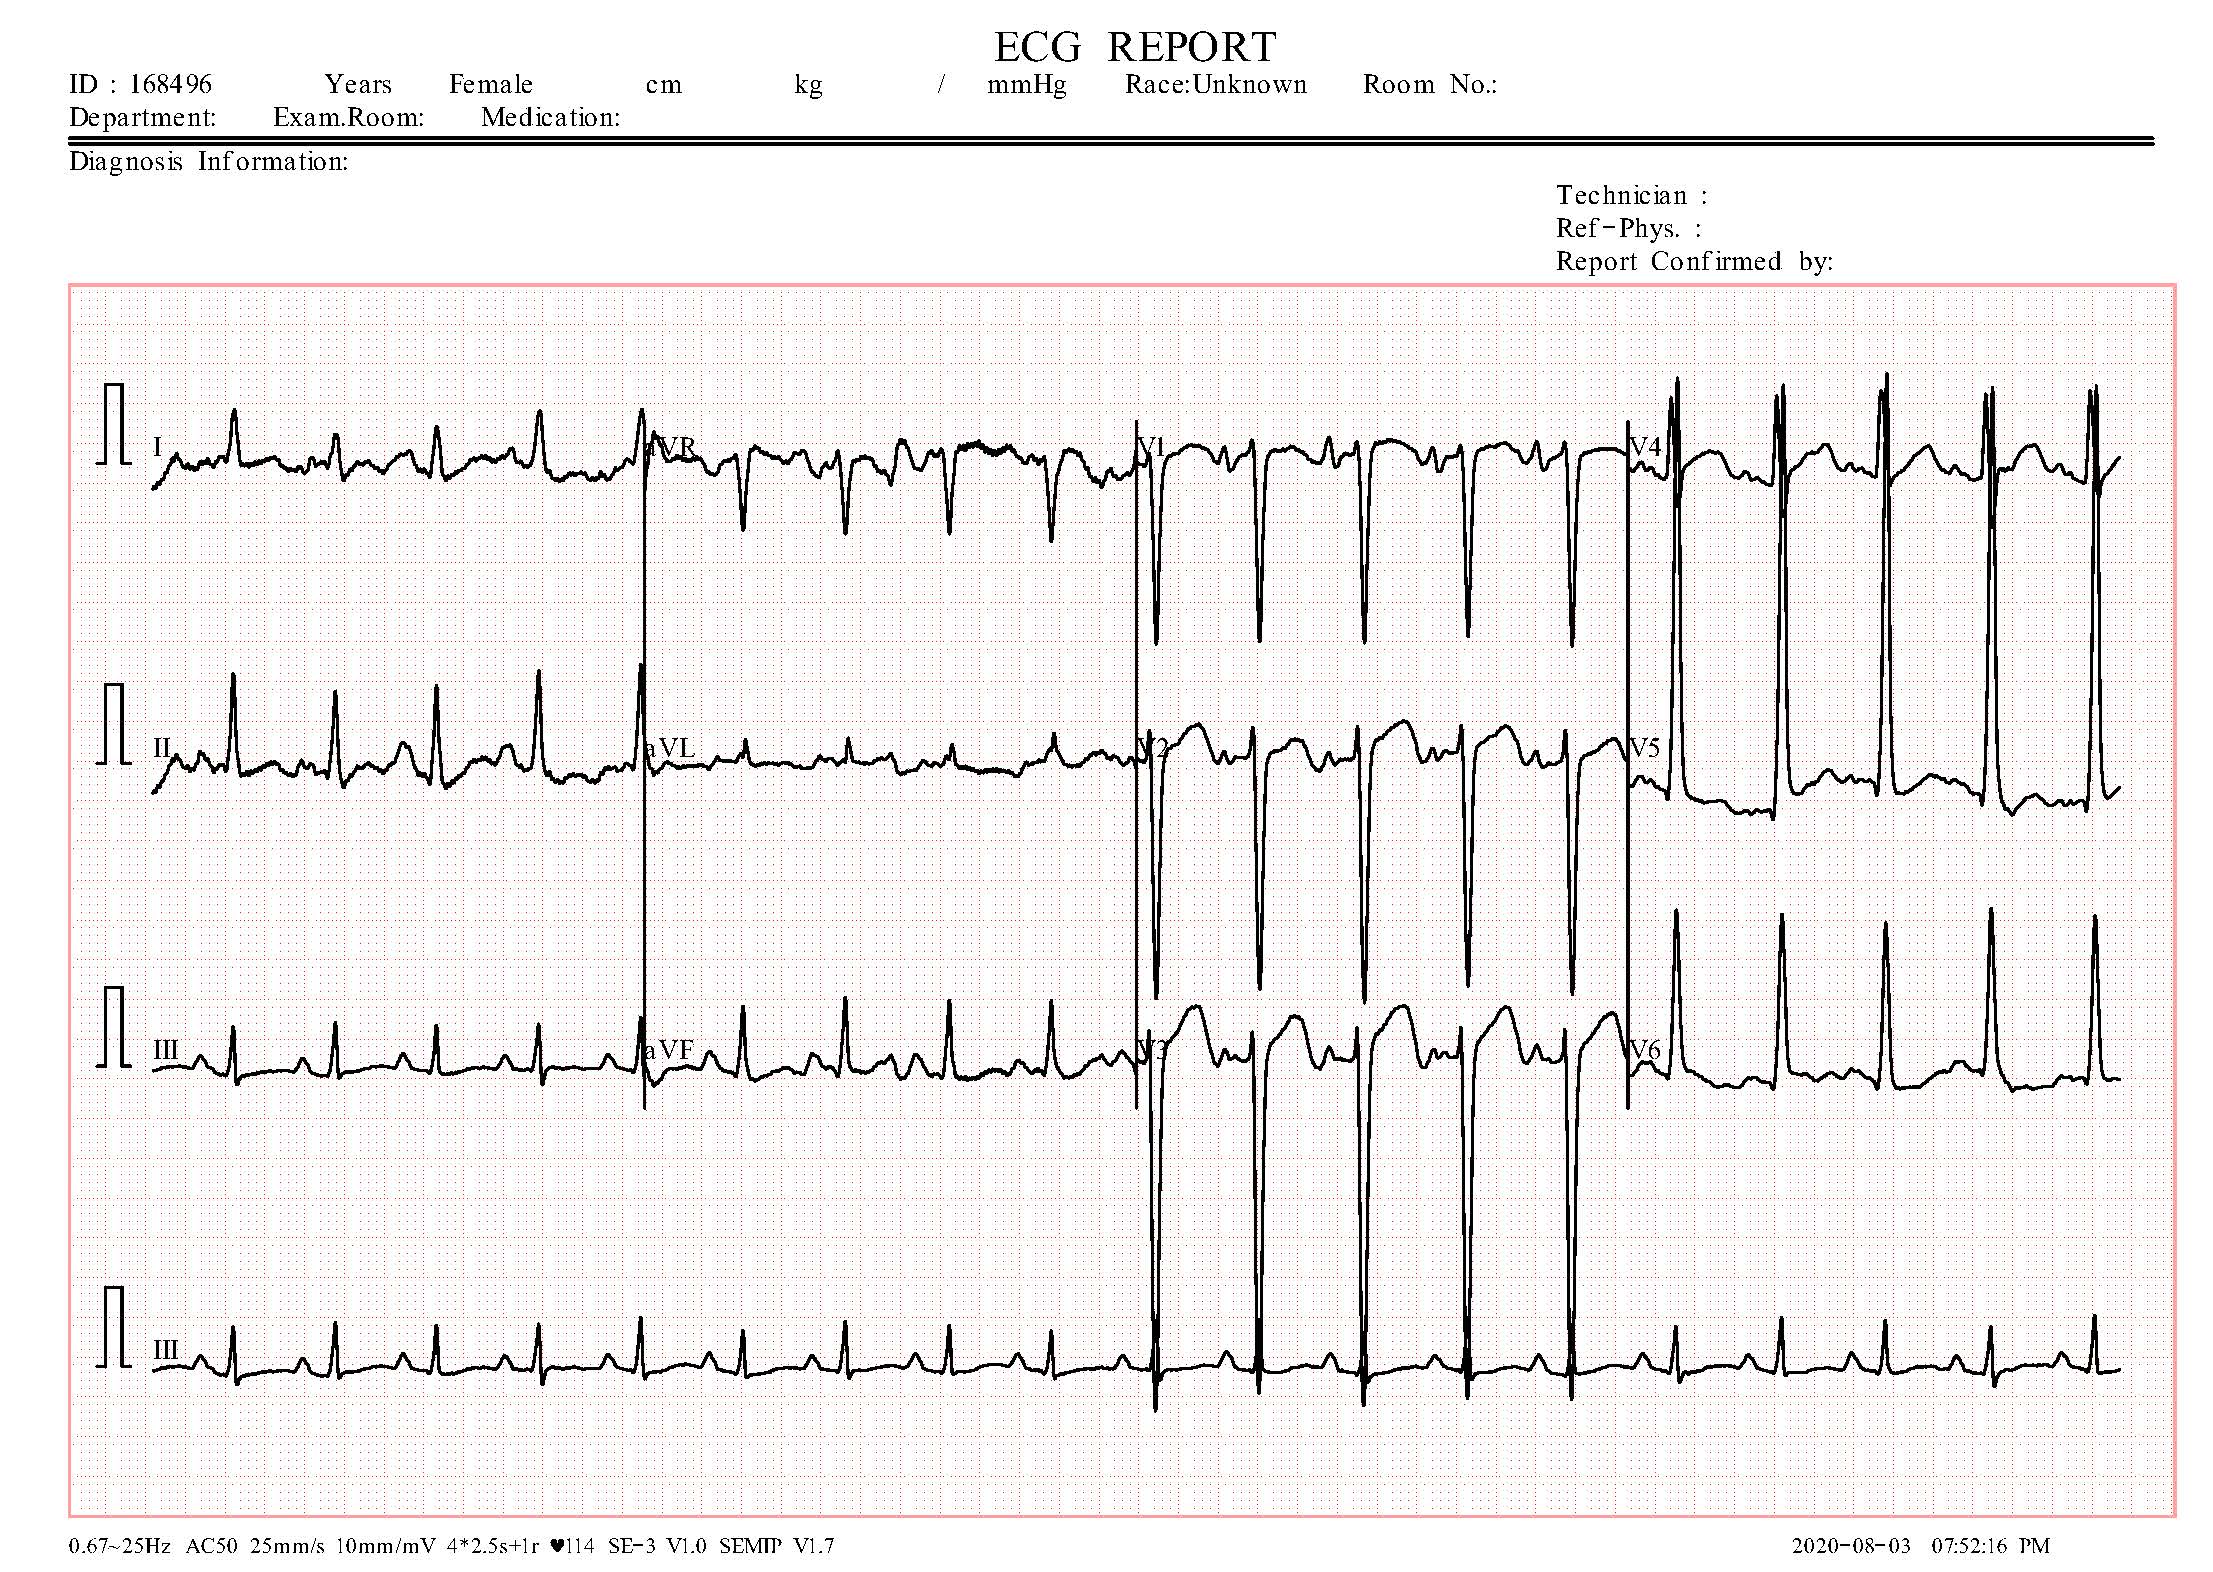 ECG REPORT
ID : 168496 Years Female cm kg / mmHg Race:Unknown Room No.:
Department: Exam.Room: Medication:
Diagnosis Information:
Technician :
Ref-Phys. :
Report Confirmed by:
I aVR V1 V4
II aVL V2 V5
III aVF V3 V6
III
0.67~25Hz AC50 25mm/s 10mm/mV 4*2.5s+1r ♥114 SE-3 V1.0 SEMIP V1.7 2020-08-03 07:52:16 PM